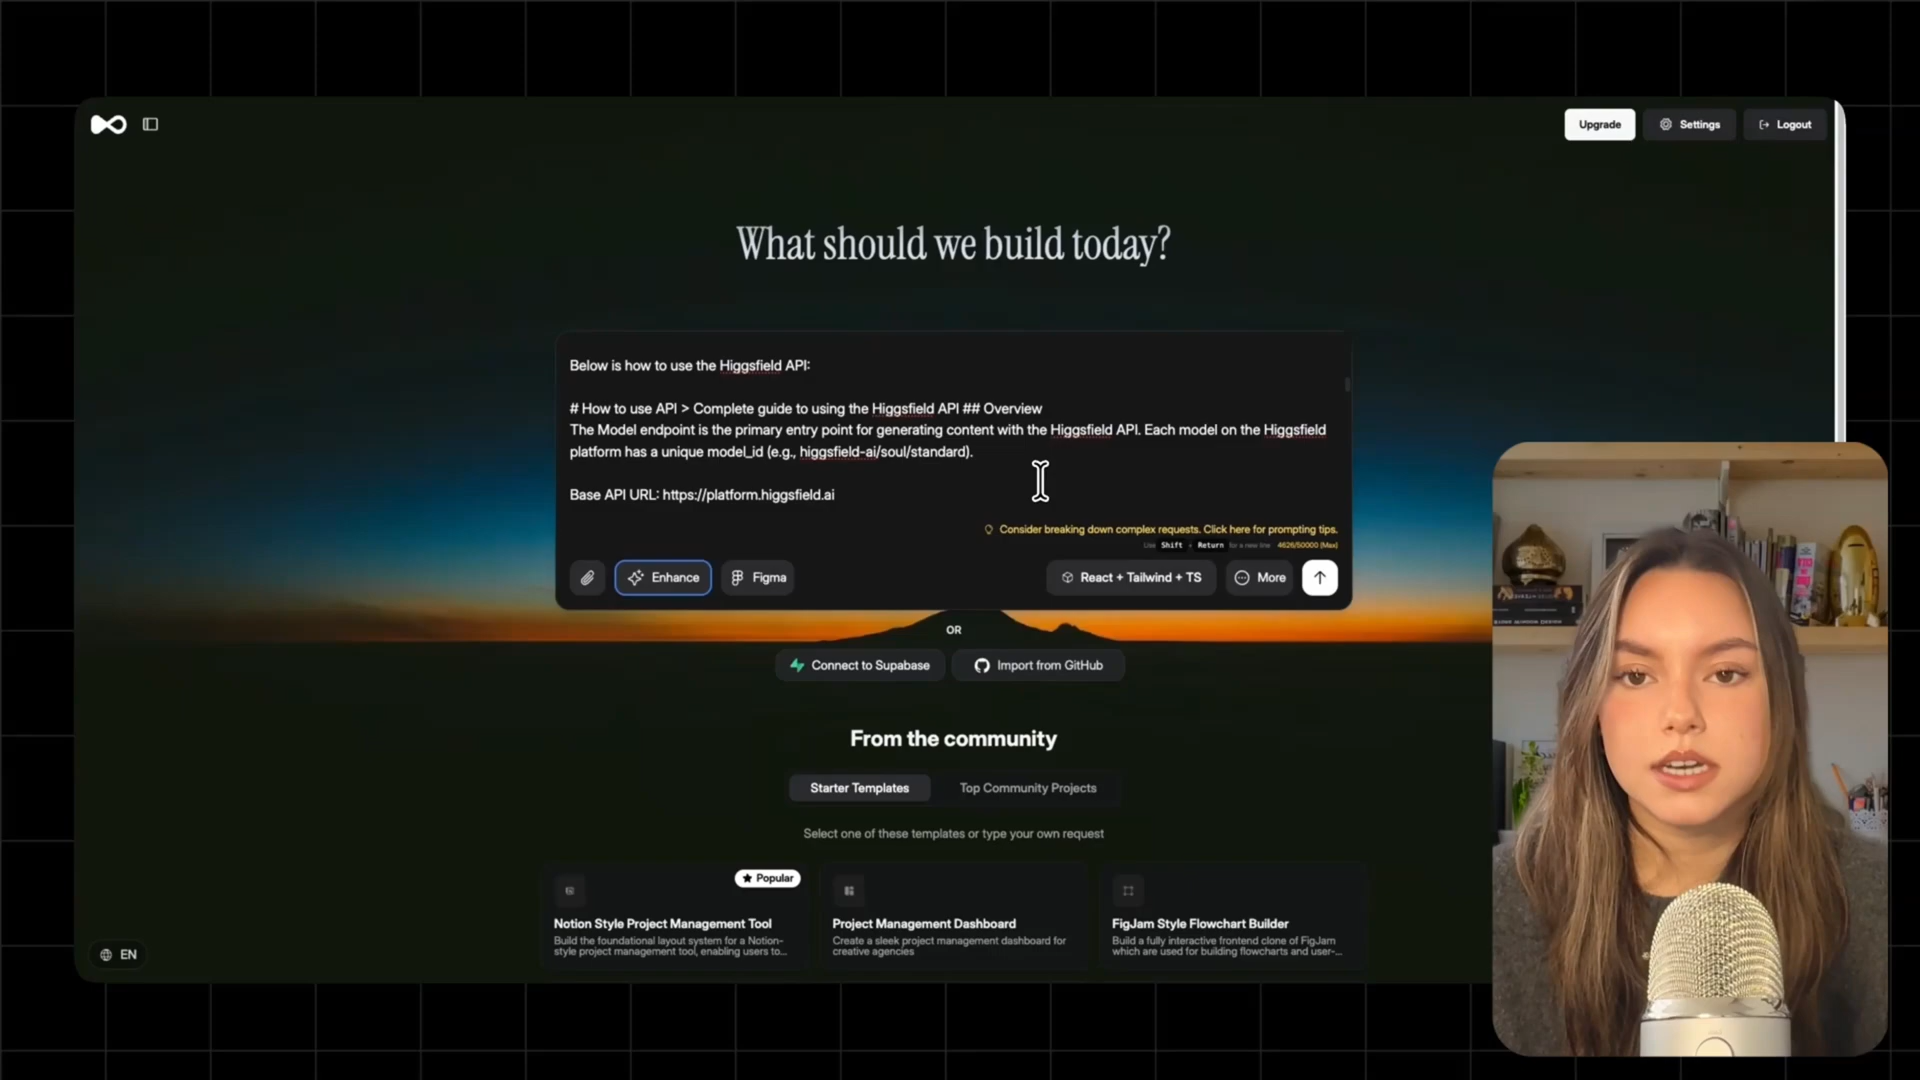 Upgrade
Settings
Logout
What should we build today?
Below is how to use the Higgsfield API:
# How to use API > Complete guide to using the Higgsfield API ## Overview
The Model endpoint is the primary entry point for generating content with the Higgsfield API. Each model on the Higgsfield
platform has a unique model_id (e.g., higgsfield-ai/soul/standard).
Base API URL: https://platform.higgsfield.ai
Consider breaking down complex requests. Click here for prompting tips.
Use Shift + Return for a new line 4626/50000 (Max)
Enhance
Figma
React + Tailwind + TS
More
OR
Connect to Supabase
Import from GitHub
From the community
Starter Templates
Top Community Projects
Select one of these templates or type your own request
Popular
Notion Style Project Management Tool
Build the foundational layout system for a Notion-
style project management tool, enabling users to...
Project Management Dashboard
Create a sleek project management dashboard for
creative agencies
FigJam Style Flowchart Builder
Build a fully interactive frontend clone of FigJam
which are used for building flowcharts and user-...
EN